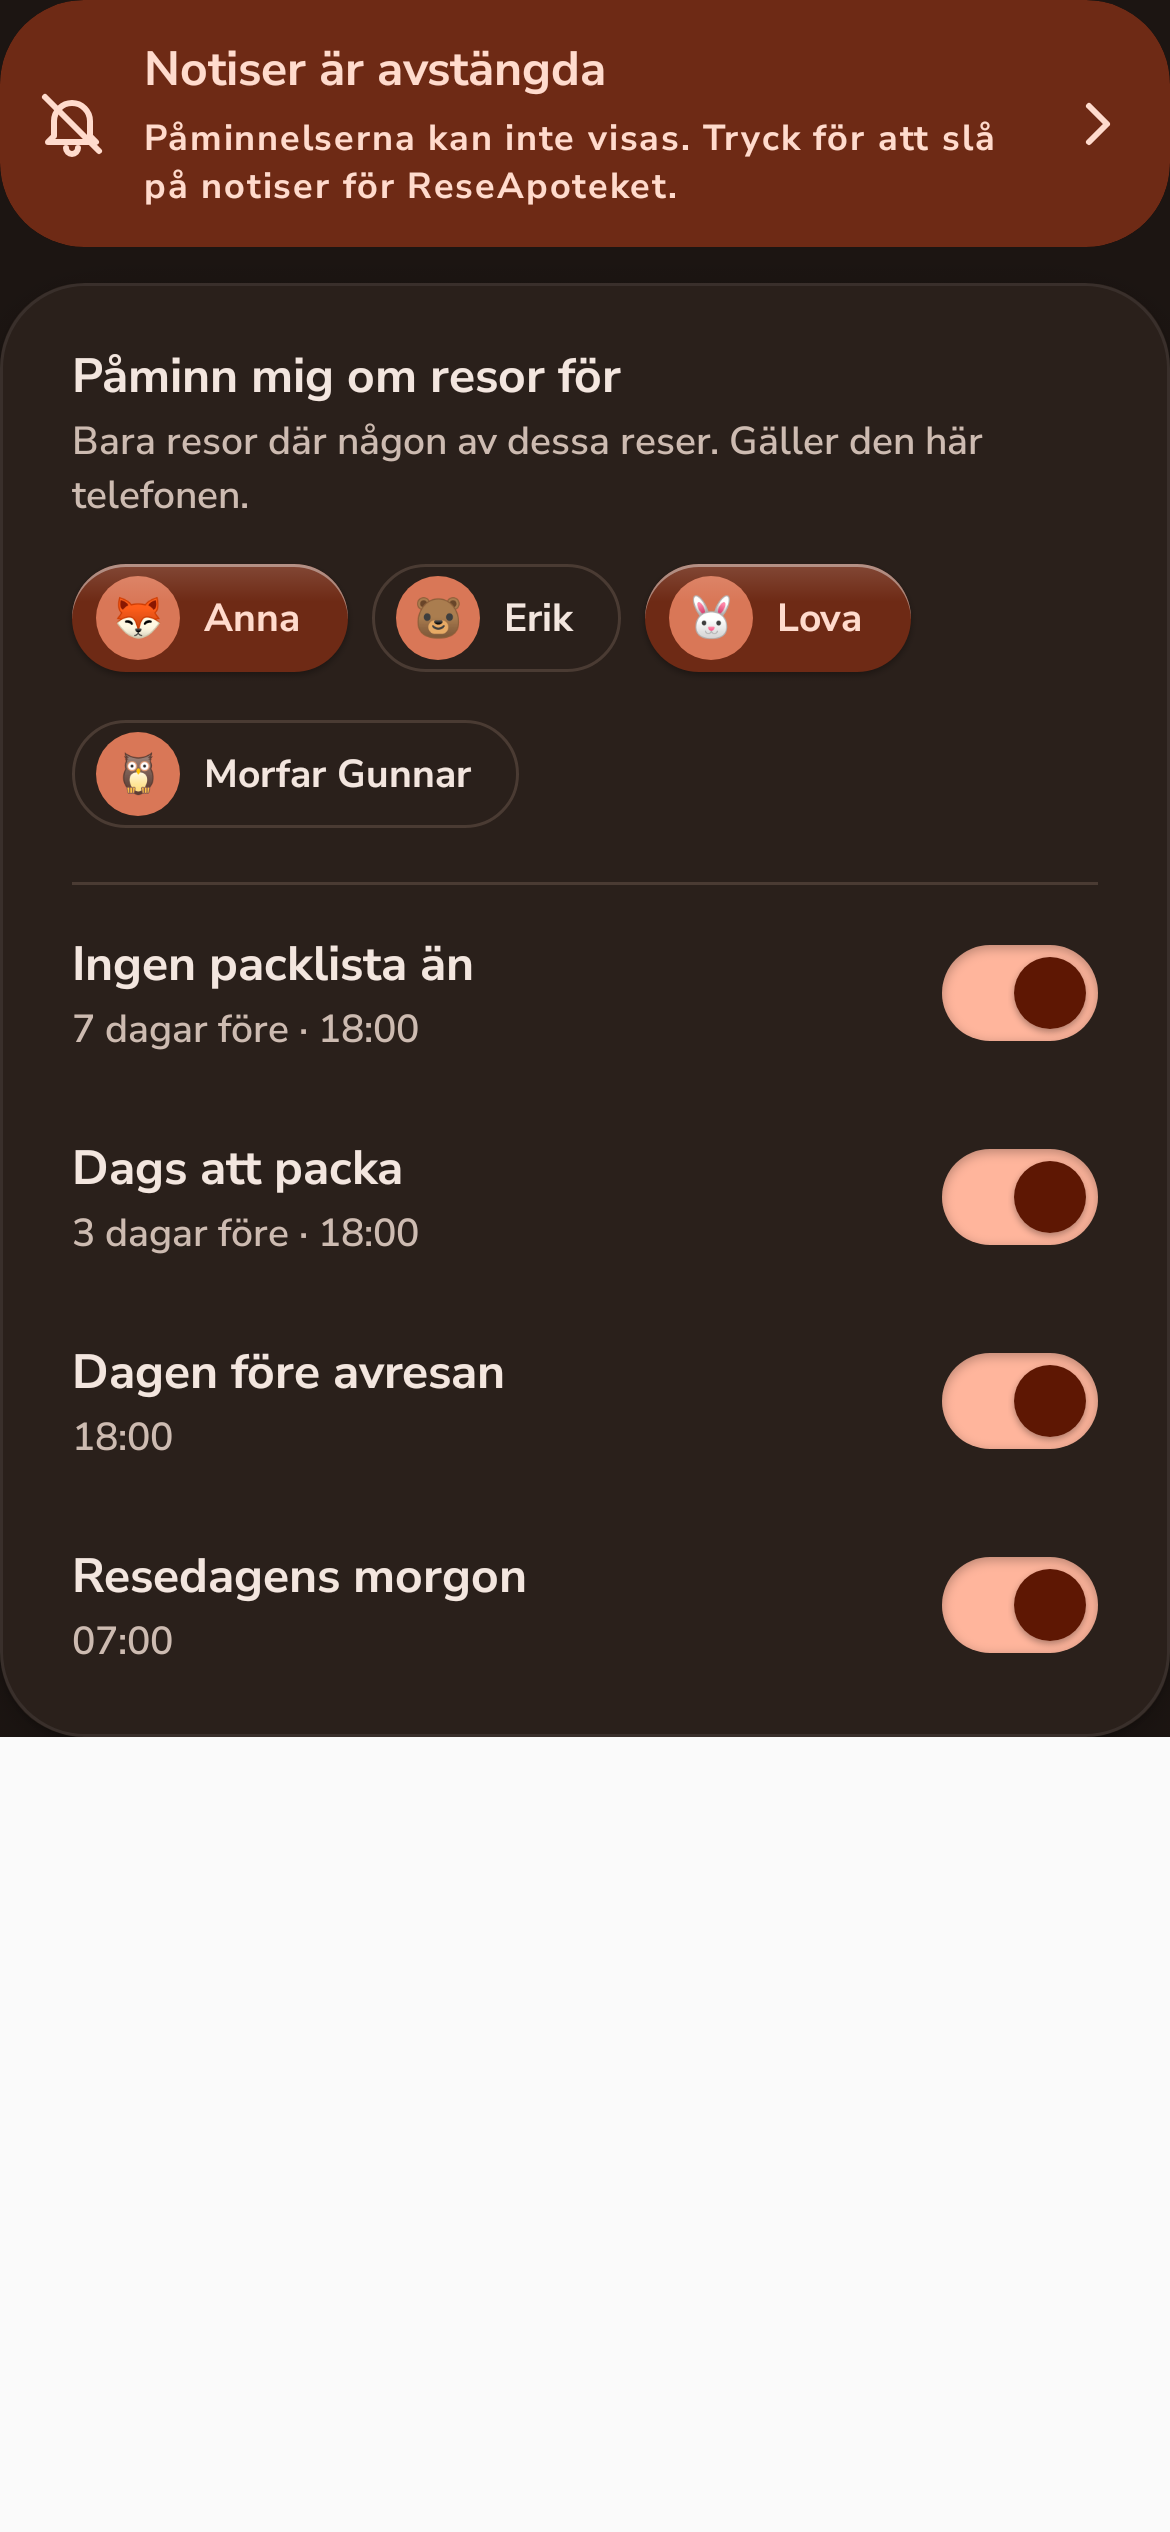 Notiser är avstängda
Påminnelserna kan inte visas. Tryck för att slå
på notiser för ReseApoteket.
Påminn mig om resor för
Bara resor där någon av dessa reser. Gäller den här
telefonen.
Anna
Erik
Lova
Morfar Gunnar
Ingen packlista än
7 dagar före · 18:00
Dags att packa
3 dagar före · 18:00
Dagen före avresan
18:00
Resedagens morgon
07:00